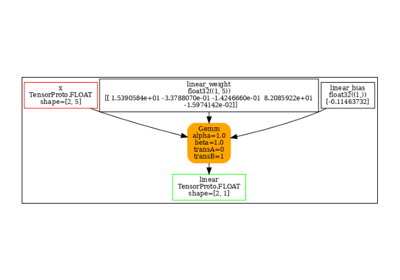 x
TensorProto.FLOAT
shape=[2, 5]
linear_weight
float32((1, 5))
[[ 1.5390584e+01 -3.3788070e-01 -1.4246660e-01 8.2085922e+01
-1.5974142e-02]]
linear_bias
float32((1,))
[-0.11463732]
Gemm
alpha=1.0
beta=1.0
transA=0
transB=1
linear
TensorProto.FLOAT
shape=[2, 1]